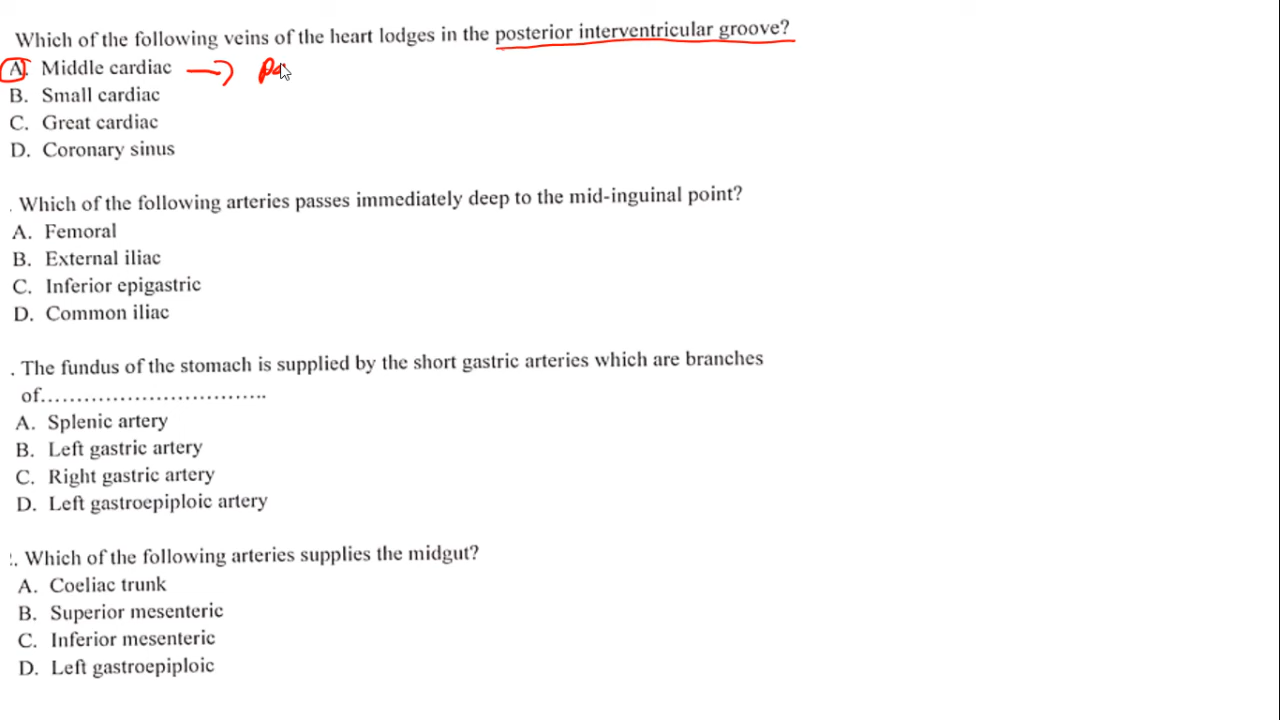 Which of the following veins of the heart lodges in the posterior interventricular groove?
A. Middle cardiac
B. Small cardiac
C. Great cardiac
D. Coronary sinus
. Which of the following arteries passes immediately deep to the mid-inguinal point?
A. Femoral
B. External iliac
C. Inferior epigastric
D. Common iliac
. The fundus of the stomach is supplied by the short gastric arteries which are branches
of................................
A. Splenic artery
B. Left gastric artery
C. Right gastric artery
D. Left gastroepiploic artery
. Which of the following arteries supplies the midgut?
A. Coeliac trunk
B. Superior mesenteric
C. Inferior mesenteric
D. Left gastroepiploic